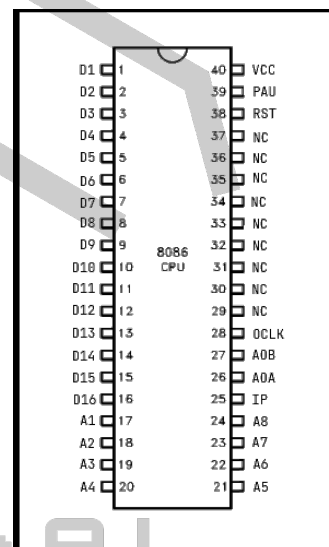 D1 1 40 VCC
D2 2 39 PAU
D3 3 38 RST
D4 4 37 NC
D5 5 36 NC
D6 6 35 NC
D7 7 34 NC
D8 8 33 NC
D9 9 32 NC
8086
D10 10 CPU 31 NC
D11 11 30 NC
D12 12 29 NC
D13 13 28 OCLK
D14 14 27 AOB
D15 15 26 AOA
D16 16 25 IP
A1 17 24 A8
A2 18 23 A7
A3 19 22 A6
A4 20 21 A5